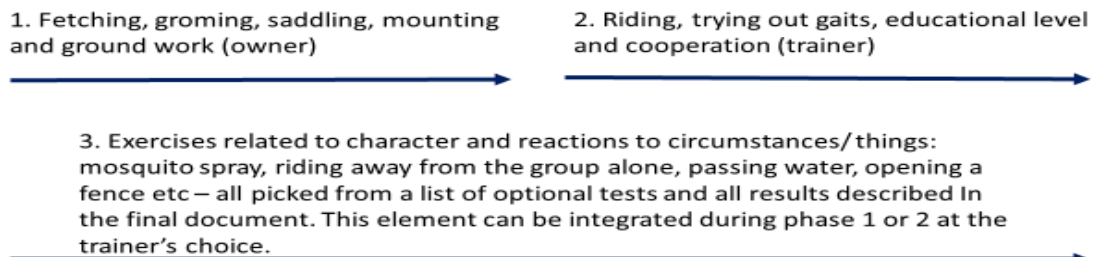 1. Fetching, groming, saddling, mounting
and ground work (owner)
2. Riding, trying out gaits, educational level
and cooperation (trainer)
3. Exercises related to character and reactions to circumstances/things:
mosquito spray, riding away from the group alone, passing water, opening a
fence etc – all picked from a list of optional tests and all results described In
the final document. This element can be integrated during phase 1 or 2 at the
trainer's choice.